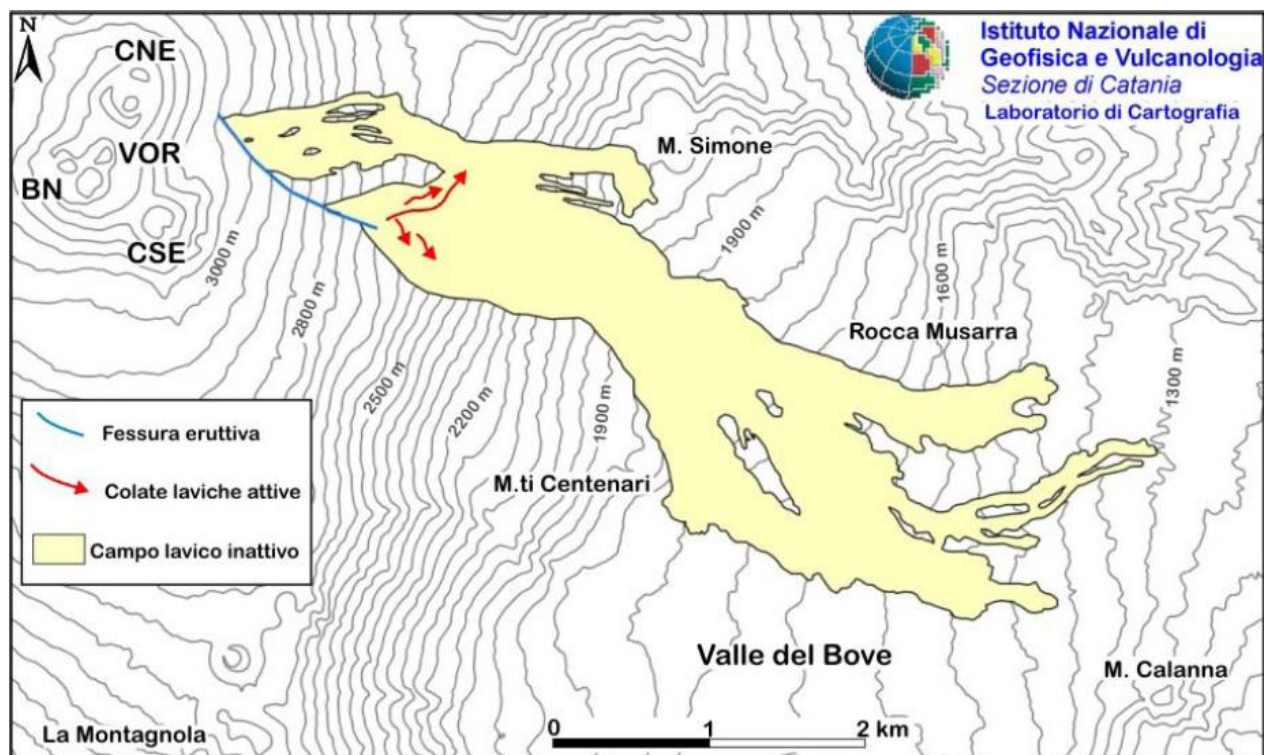 N
CNE
VOR
BN
CSE
Istituto Nazionale di
Geofisica e Vulcanologia
Sezione di Catania
Laboratorio di Cartografia
M. Simone
3000 m
2800 m
2500 m
2200 m
1900 m
1900 m
1600 m
1300 m
Rocca Musarra
M.ti Centenari
Fessura eruttiva
Colate laviche attive
Campo lavico inattivo
Valle del Bove
M. Calanna
La Montagnola
0 1 2 km